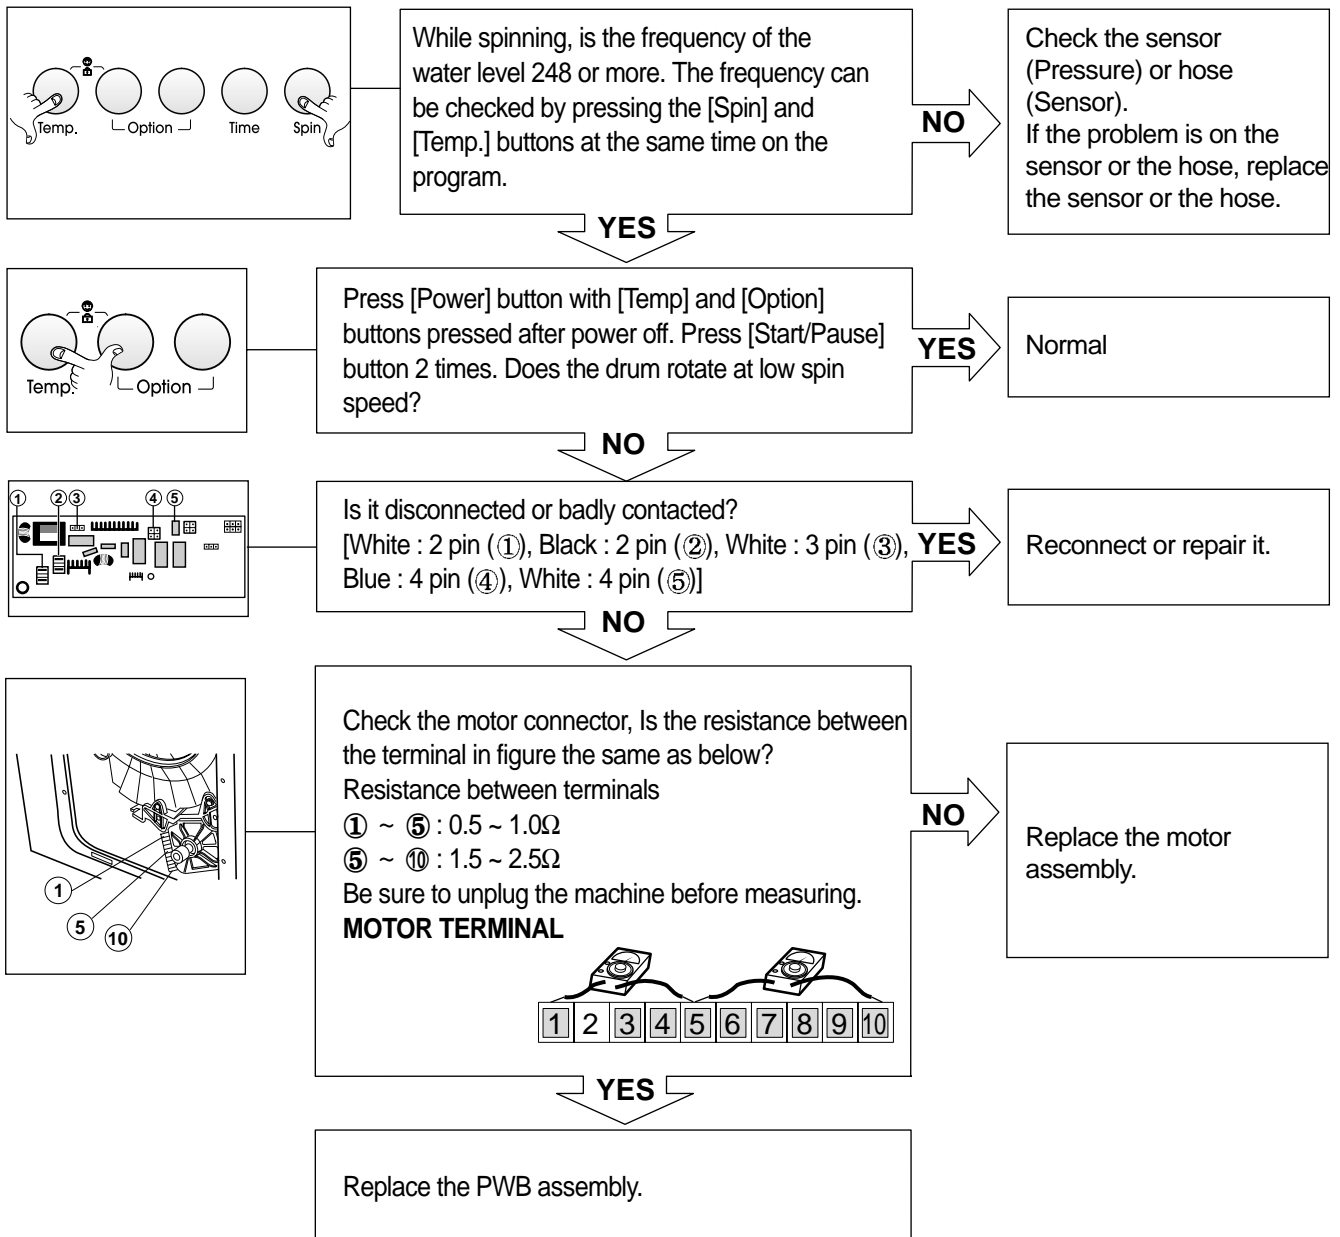 Temp.
Option
Time
Spin
While spinning, is the frequency of the
water level 248 or more. The frequency can
be checked by pressing the [Spin] and
[Temp.] buttons at the same time on the
program.
NO
Check the sensor
(Pressure) or hose
(Sensor).
If the problem is on the
sensor or the hose, replace
the sensor or the hose.
YES
Temp.
Option
Press [Power] button with [Temp] and [Option]
buttons pressed after power off. Press [Start/Pause]
button 2 times. Does the drum rotate at low spin
speed?
YES
Normal
NO
① ② ③ ④ ⑤
Is it disconnected or badly contacted?
[White : 2 pin (①), Black : 2 pin (②), White : 3 pin (③),
Blue : 4 pin (④), White : 4 pin (⑤)]
YES
Reconnect or repair it.
NO
①
⑤
⑩
Check the motor connector, Is the resistance between
the terminal in figure the same as below?
Resistance between terminals
① ~ ⑤ : 0.5 ~ 1.0Ω
⑤ ~ ⑩ : 1.5 ~ 2.5Ω
Be sure to unplug the machine before measuring.
MOTOR TERMINAL
1 2 3 4 5 6 7 8 9 10
NO
Replace the motor
assembly.
YES
Replace the PWB assembly.